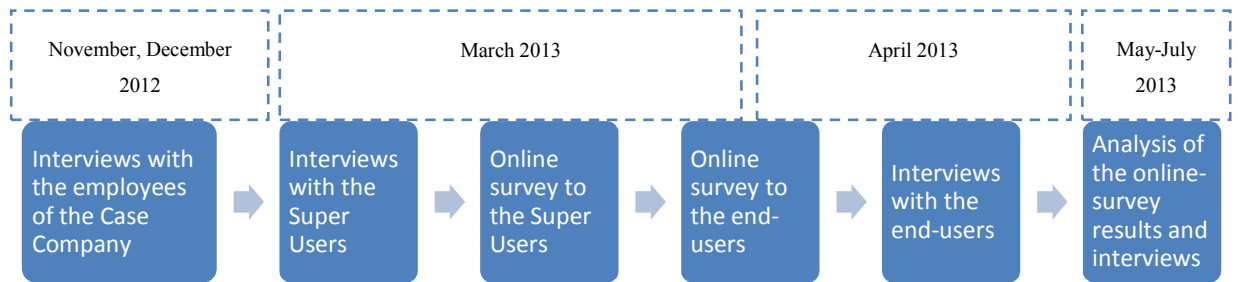 November, December
2012
March 2013
April 2013
May-July
2013
Interviews with
the employees
of the Case
Company
Interviews
with the
Super
Users
Online
survey to
the Super
Users
Online
survey to
the end-
users
Interviews
with the
end-users
Analysis of
the online-
survey
results and
interviews